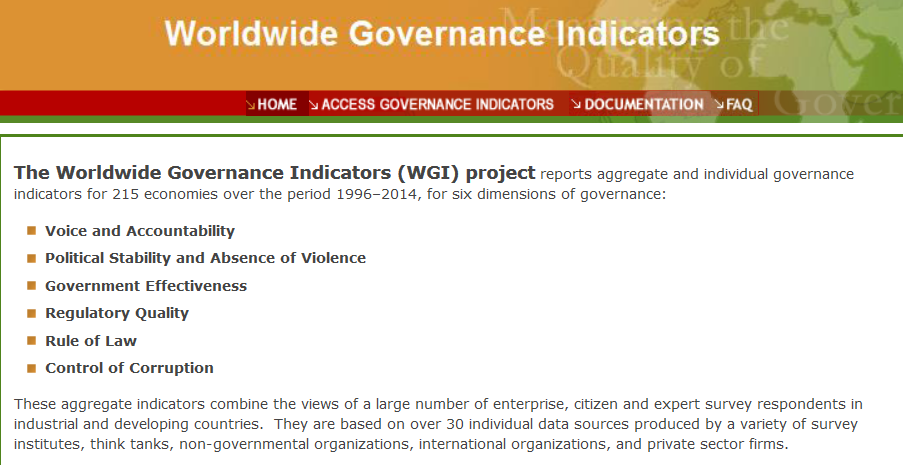 Worldwide Governance Indicators
Measuring the
Quality of
Gover
HOME ACCESS GOVERNANCE INDICATORS DOCUMENTATION FAQ
The Worldwide Governance Indicators (WGI) project reports aggregate and individual governance
indicators for 215 economies over the period 1996–2014, for six dimensions of governance:
Voice and Accountability
Political Stability and Absence of Violence
Government Effectiveness
Regulatory Quality
Rule of Law
Control of Corruption
These aggregate indicators combine the views of a large number of enterprise, citizen and expert survey respondents in
industrial and developing countries. They are based on over 30 individual data sources produced by a variety of survey
institutes, think tanks, non-governmental organizations, international organizations, and private sector firms.